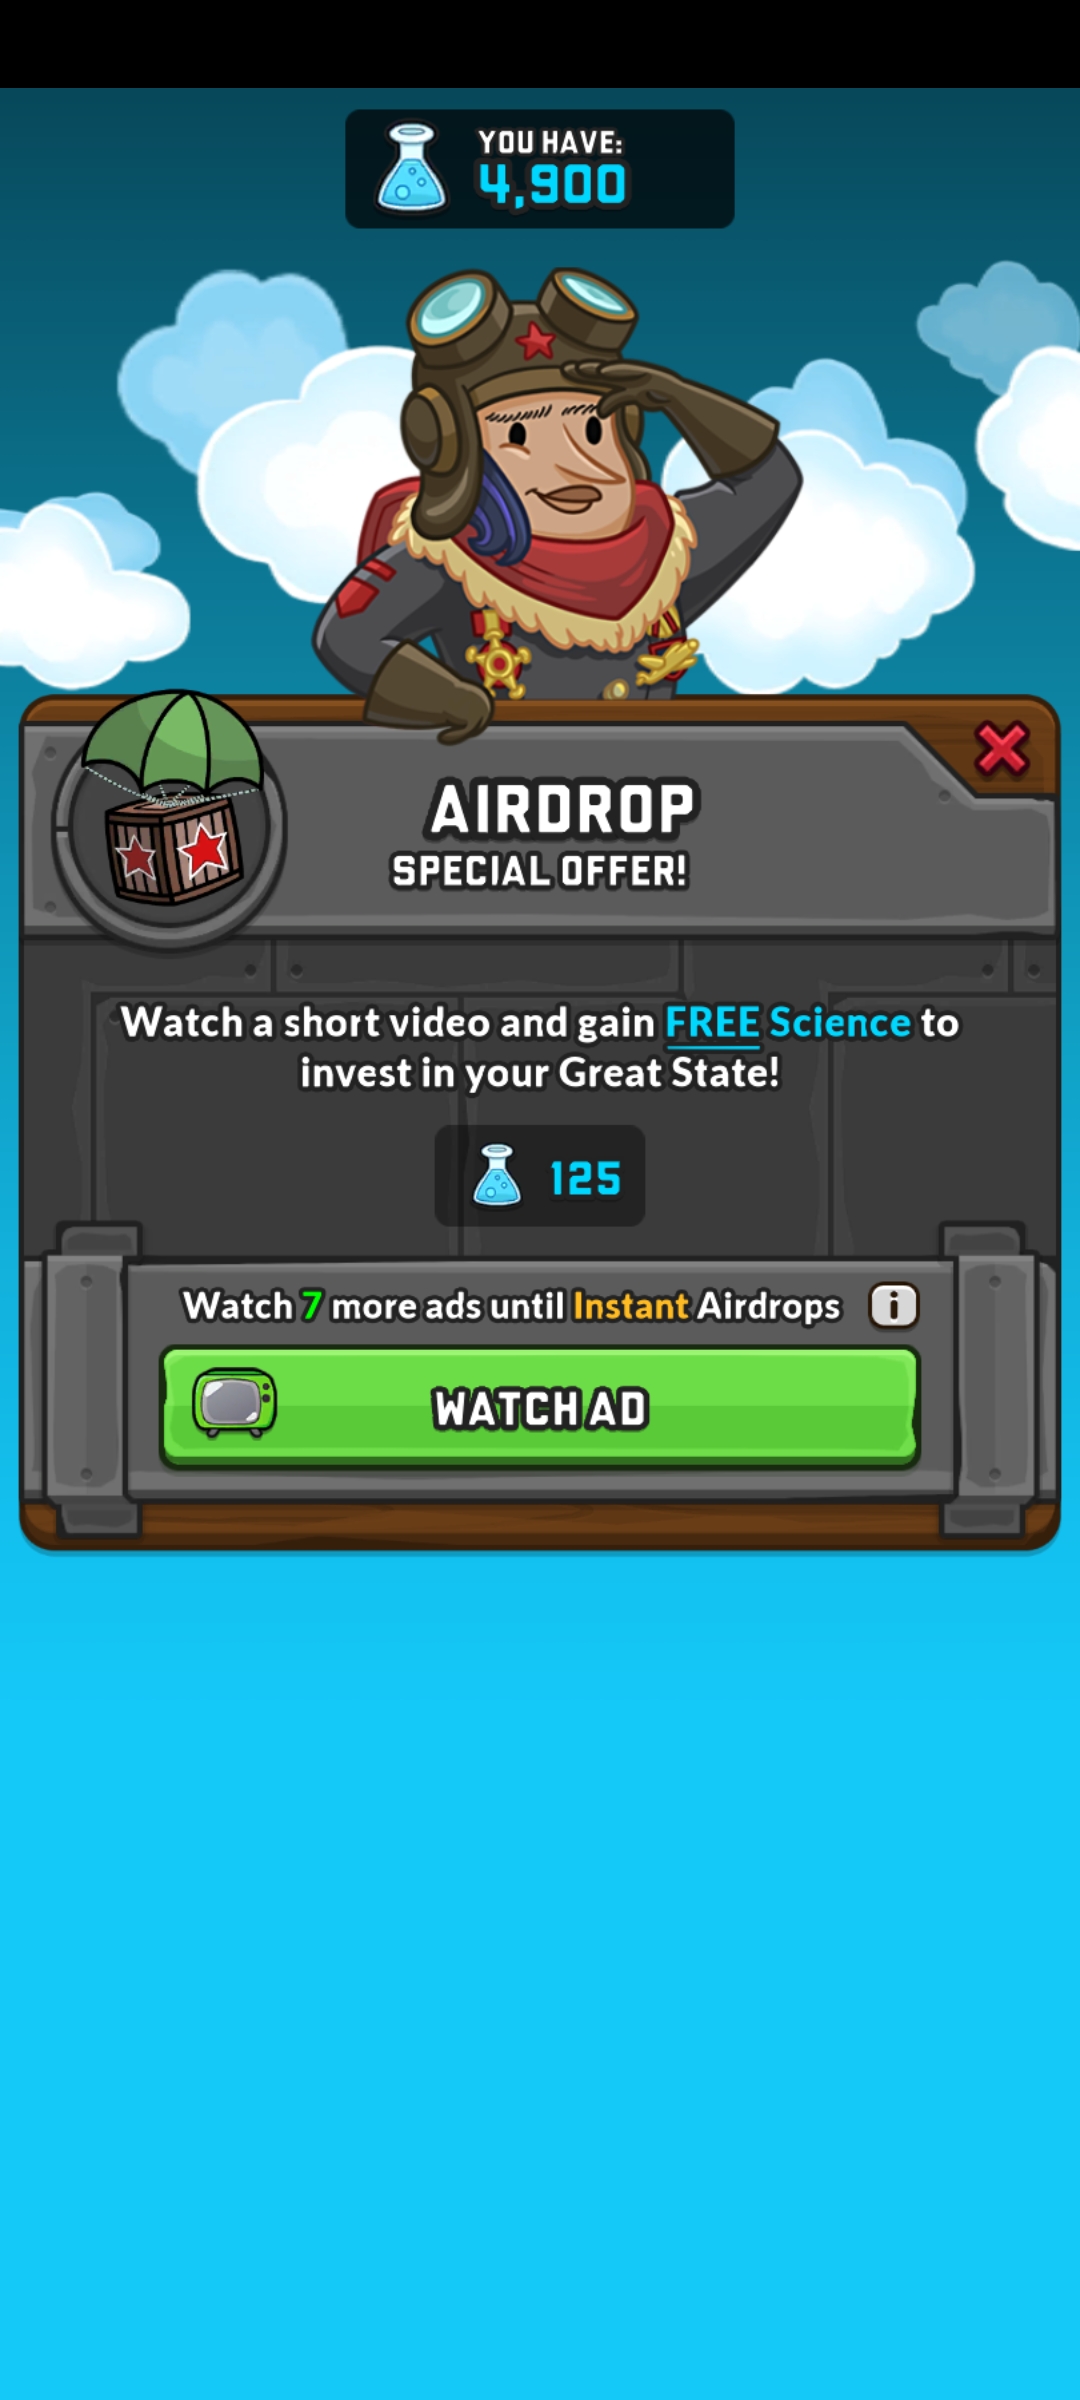 YOU HAVE:
4,900
AIRDROP
SPECIAL OFFER!
Watch a short video and gain FREE Science to
invest in your Great State!
125
Watch 7 more ads until Instant Airdrops
i
WATCH AD